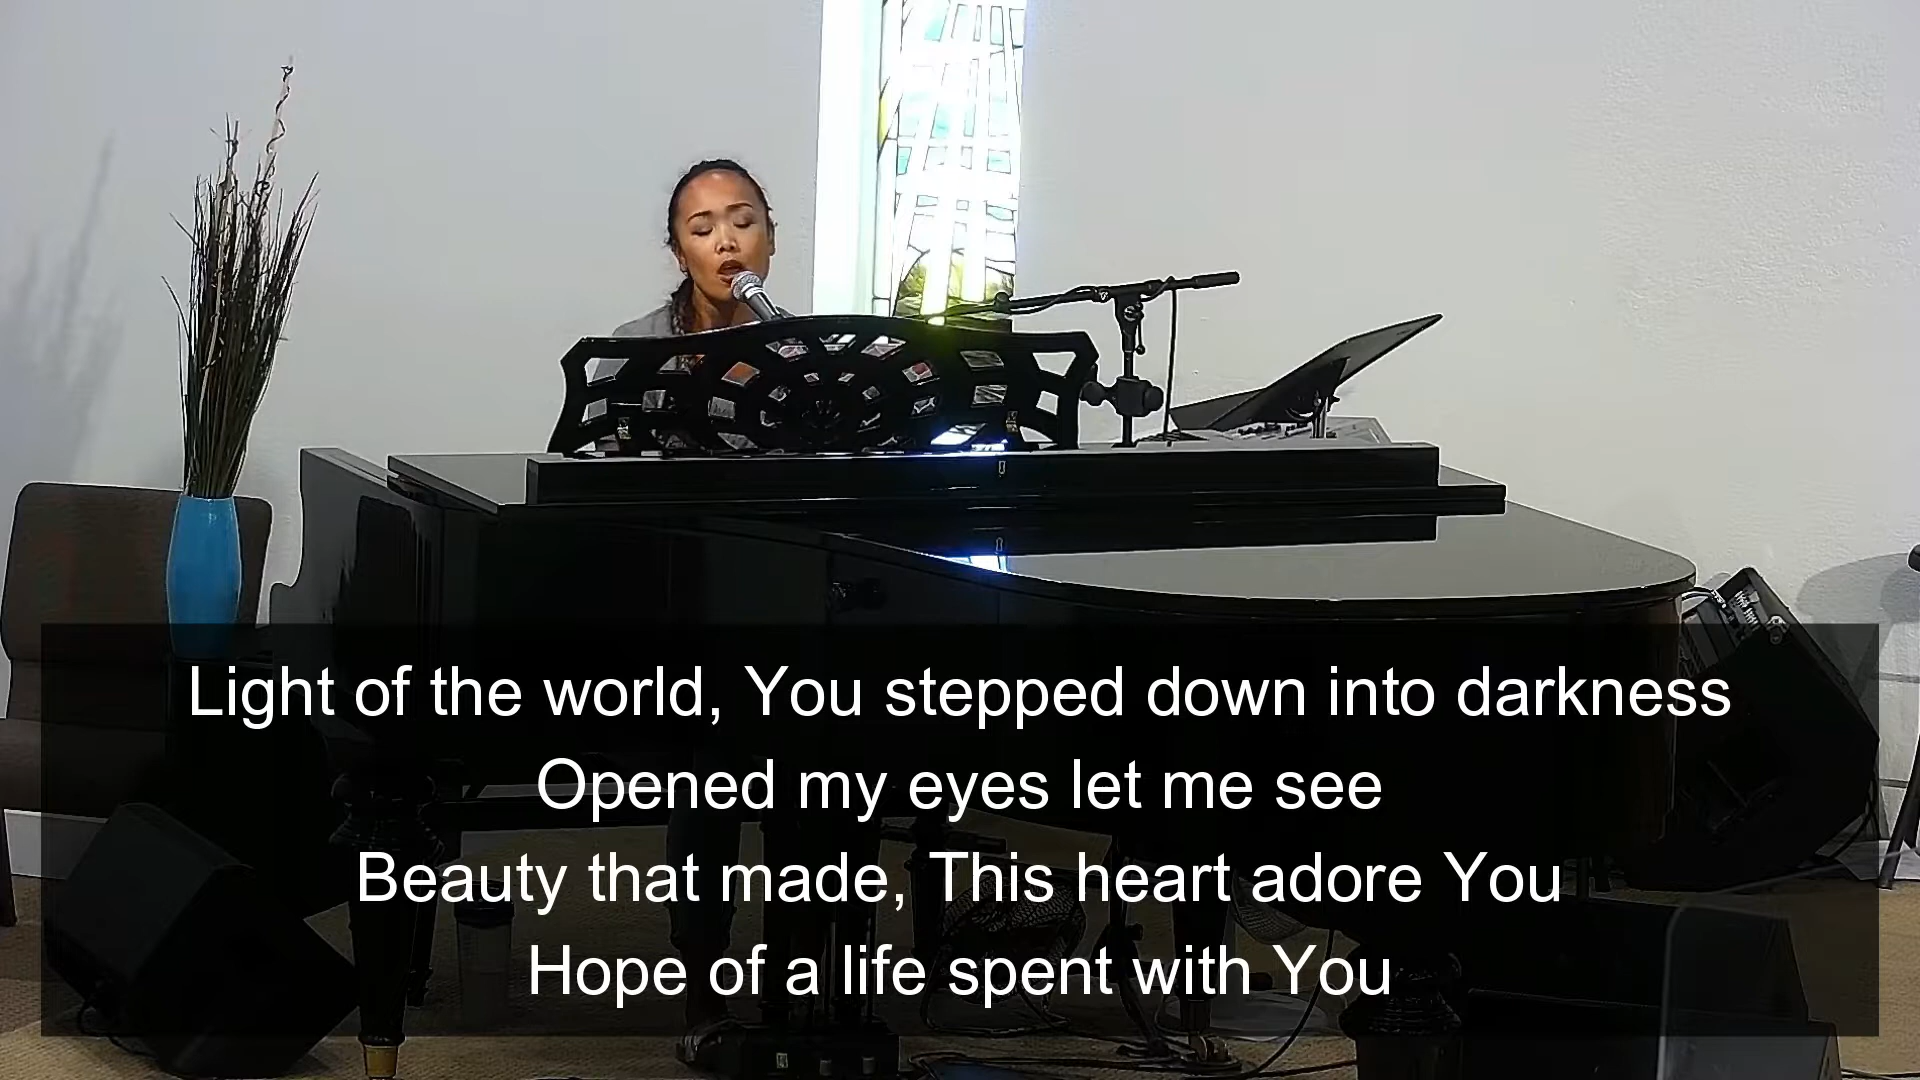 Light of the world, You stepped down into darkness
Opened my eyes let me see
Beauty that made, This heart adore You
Hope of a life spent with You